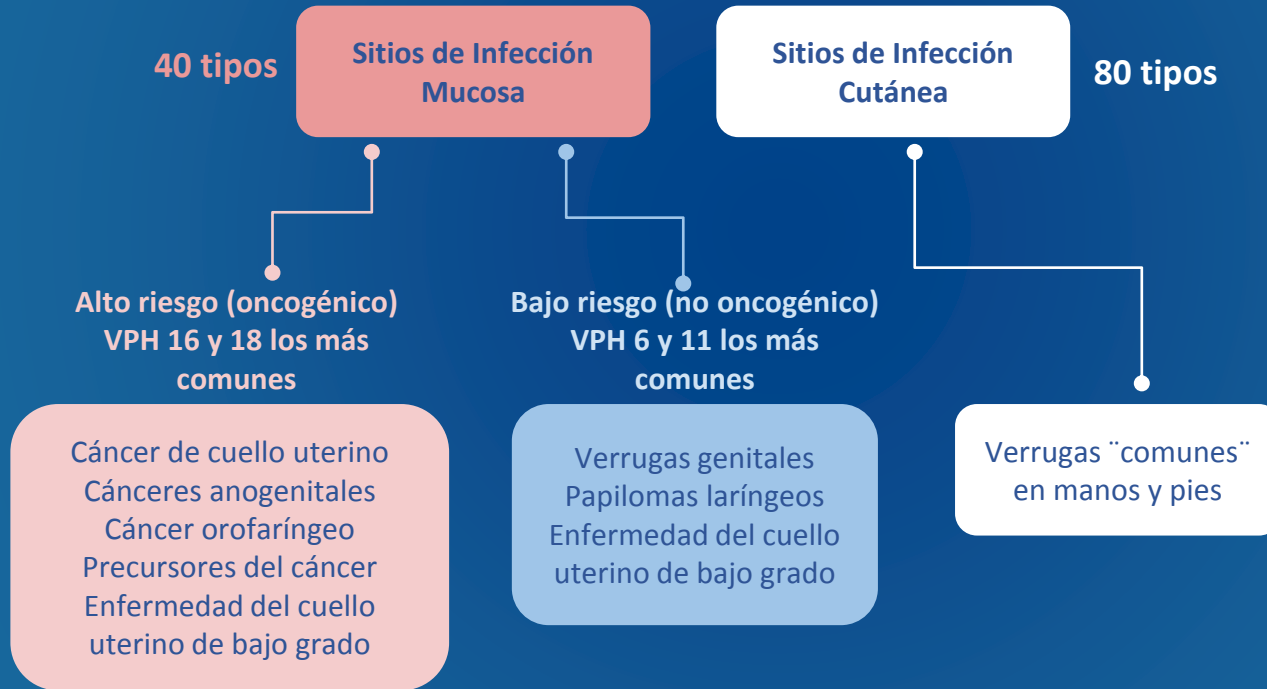 40 tipos
Sitios de Infección
Mucosa
Sitios de Infección
Cutánea
80 tipos
Alto riesgo (oncogénico)
VPH 16 y 18 los más
comunes
Bajo riesgo (no oncogénico)
VPH 6 y 11 los más
comunes
Cáncer de cuello uterino
Cánceres anogenitales
Cáncer orofaríngeo
Precursores del cáncer
Enfermedad del cuello
uterino de bajo grado
Verrugas genitales
Papilomas laríngeos
Enfermedad del cuello
uterino de bajo grado
Verrugas ¨comunes¨
en manos y pies